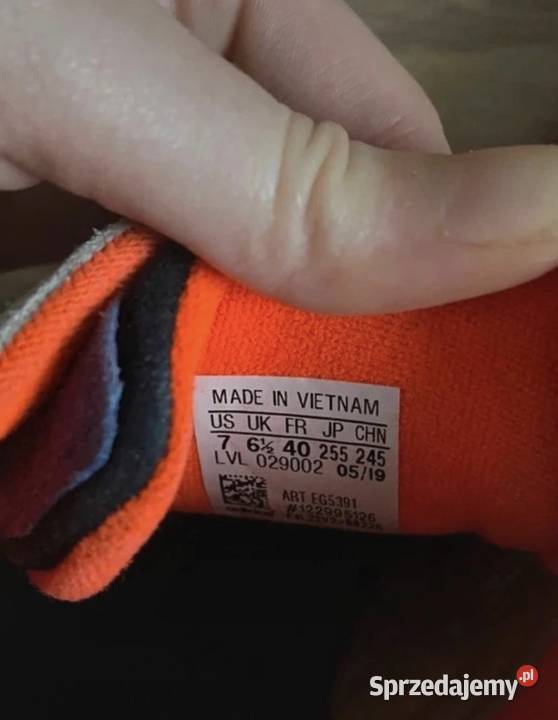 MADE IN VIETNAM
US UK FR JP CHN
7 6½ 40 255 245
LVL 029002 05/19
ART EG5391
#122995126
Sprzedajemy.pl